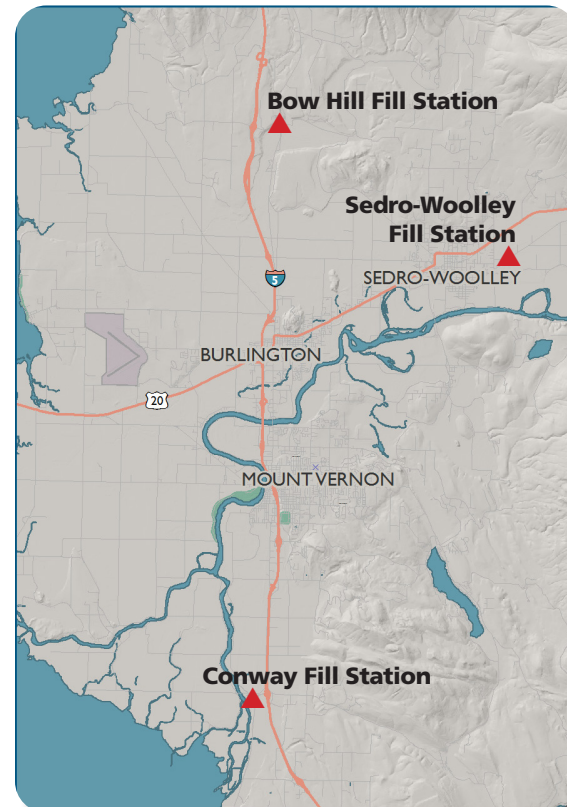 Bow Hill Fill Station
Sedro-Woolley
Fill Station
5
SEDRO-WOOLLEY
BURLINGTON
20
MOUNT VERNON
Conway Fill Station